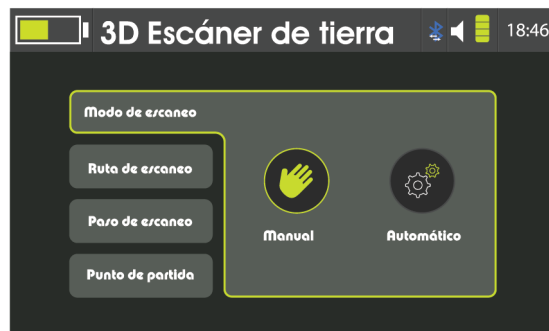 3D Escáner de tierra
18:46
Modo de escaneo
Ruta de escaneo
Paso de escaneo
Punto de partida
Manual
Automático